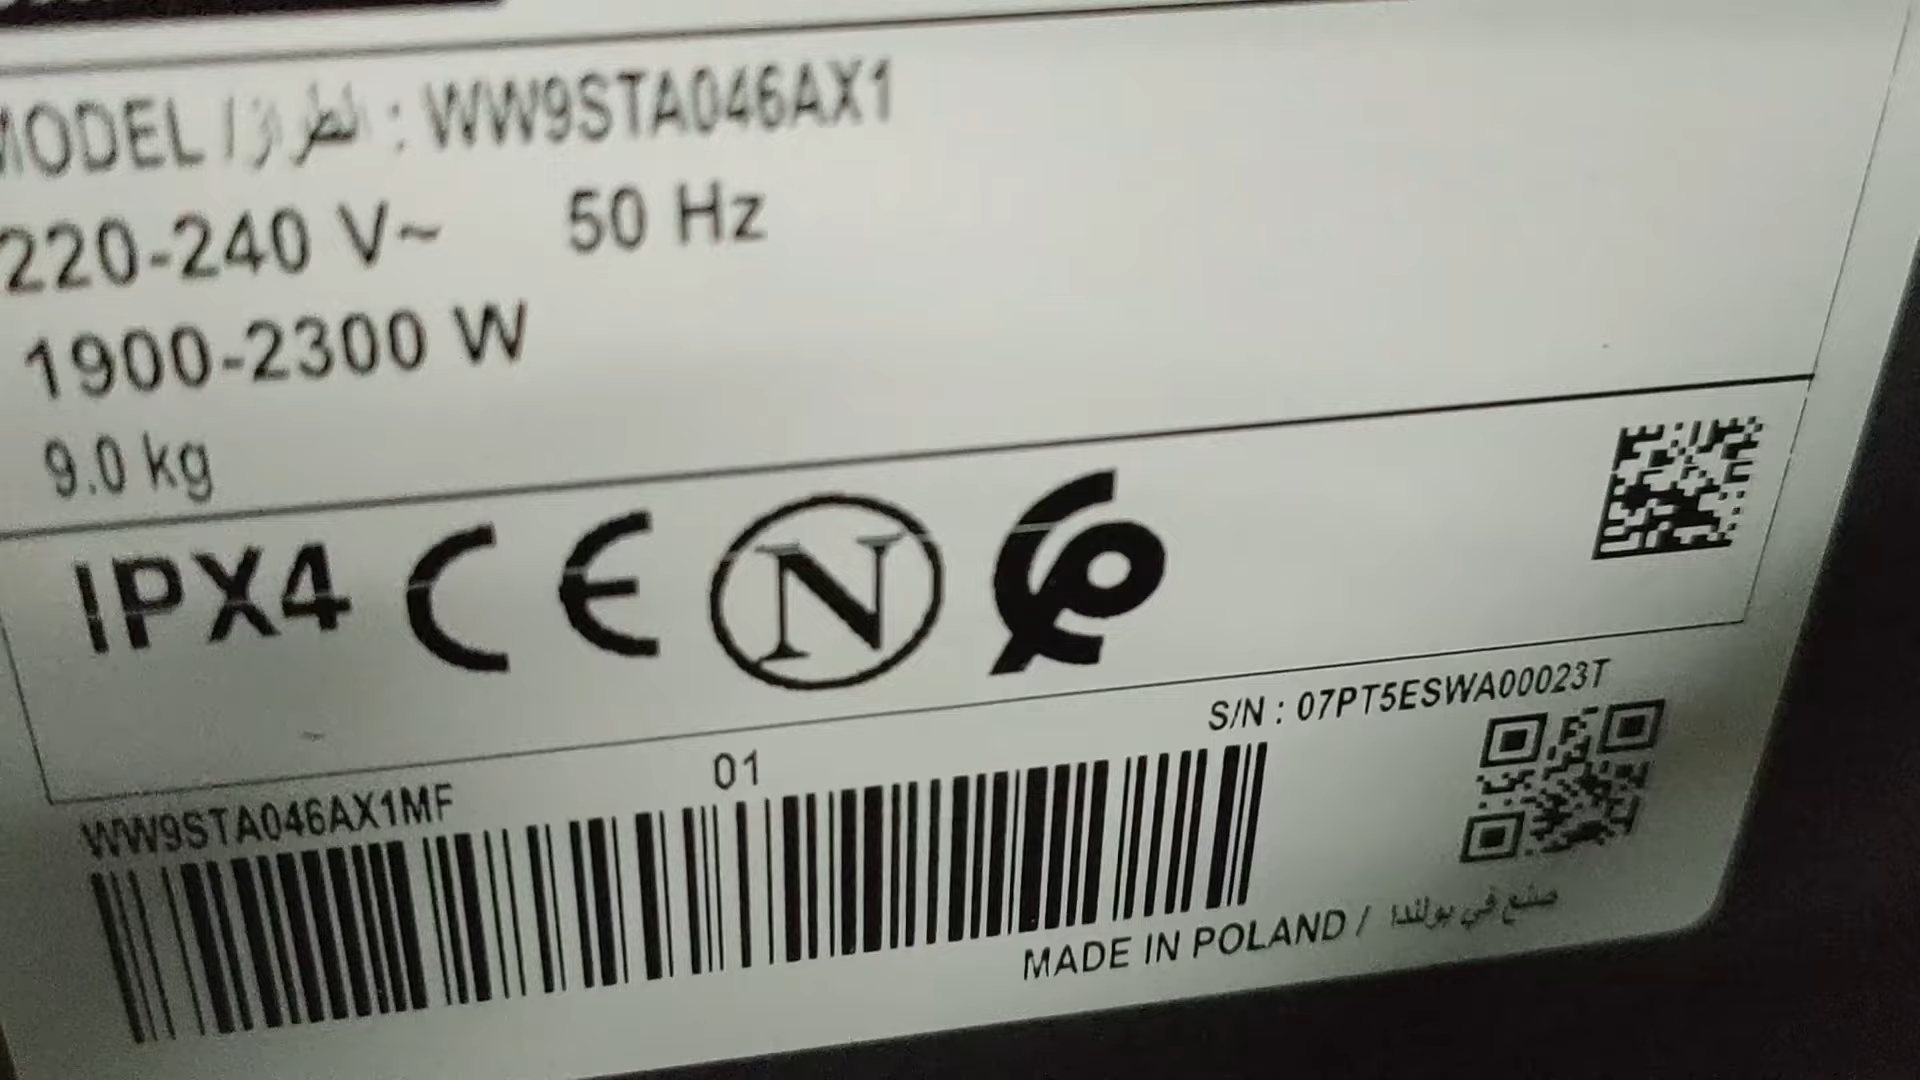 MODEL / الطراز : WW9STA046AX1
220-240 V~ 50 Hz
1900-2300 W
9.0 kg
IPX4 CE N
S/N : 07PT5ESWA00023T
WW9STA046AX1MF 01
MADE IN POLAND / صنع في بولندا